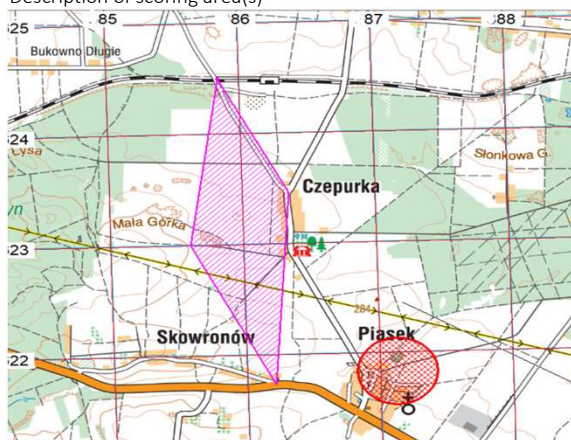 Description of scoring area(s)
85 86 87 88
25
Bukowno Długie
24
Łysa
Słonkowa G.
Czepurka
Mała Górka
23
284
Skowronów
Piasek
22